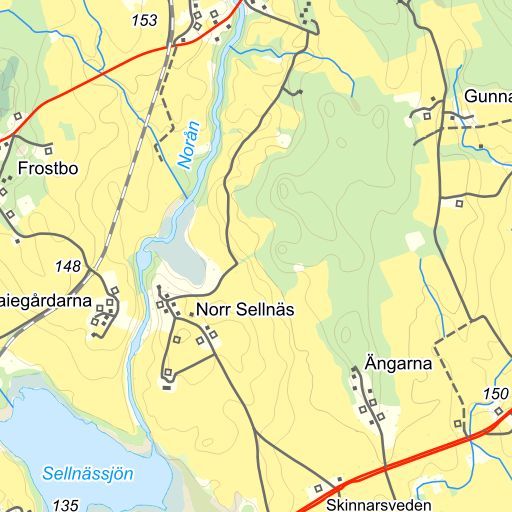 153
Gunna
Norån
Frostbo
148
aiegårdarna
Norr Sellnäs
Ängarna
150
Sellnässjön
135
Skinnarsveden